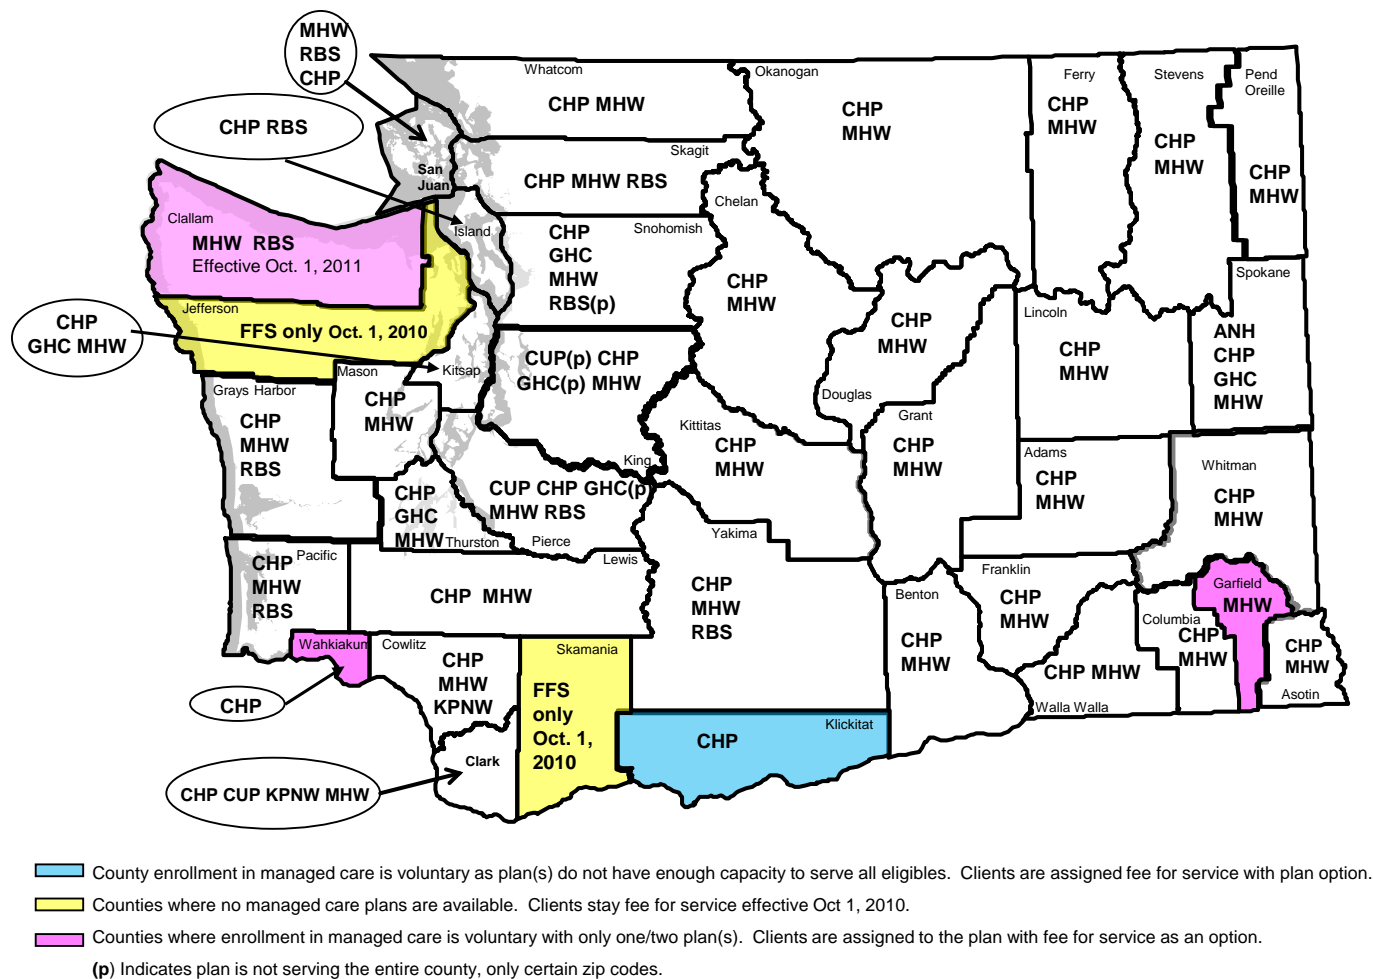 MHW
RBS
CHP
CHP RBS
Whatcom
CHP MHW
Okanogan
CHP
MHW
Ferry
CHP
MHW
Stevens
CHP
MHW
Pend
Oreille
CHP
MHW
San
Juan
Skagit
CHP MHW RBS
Chelan
CHP
MHW
Clallam
MHW RBS
Effective Oct. 1, 2011
Island
Snohomish
CHP
GHC
MHW
RBS(p)
Spokane
ANH
CHP
GHC
MHW
Jefferson
FFS only Oct. 1, 2010
CHP
GHC MHW
Kitsap
CUP(p) CHP
GHC(p) MHW
King
Lincoln
CHP
MHW
CHP
MHW
Douglas
Mason
CHP
MHW
Grays Harbor
CHP
MHW
RBS
Kittitas
CHP
MHW
Grant
CHP
MHW
Adams
CHP
MHW
Whitman
CHP
MHW
CHP
GHC
MHW
Thurston
CUP CHP GHC(p)
MHW RBS
Pierce
Yakima
CHP
MHW
RBS
Pacific
CHP
MHW
RBS
Lewis
CHP MHW
Benton
CHP
MHW
Franklin
CHP
MHW
Columbia
CHP
MHW
Garfield
MHW
CHP
MHW
Asotin
CHP MHW
Walla Walla
Wahkiakum
CHP
Cowlitz
CHP
MHW
KPNW
Skamania
FFS
only
Oct. 1,
2010
Klickitat
CHP
Clark
CHP CUP KPNW MHW
County enrollment in managed care is voluntary as plan(s) do not have enough capacity to serve all eligibles. Clients are assigned fee for service with plan option.
Counties where no managed care plans are available. Clients stay fee for service effective Oct 1, 2010.
Counties where enrollment in managed care is voluntary with only one/two plan(s). Clients are assigned to the plan with fee for service as an option.
(p) Indicates plan is not serving the entire county, only certain zip codes.